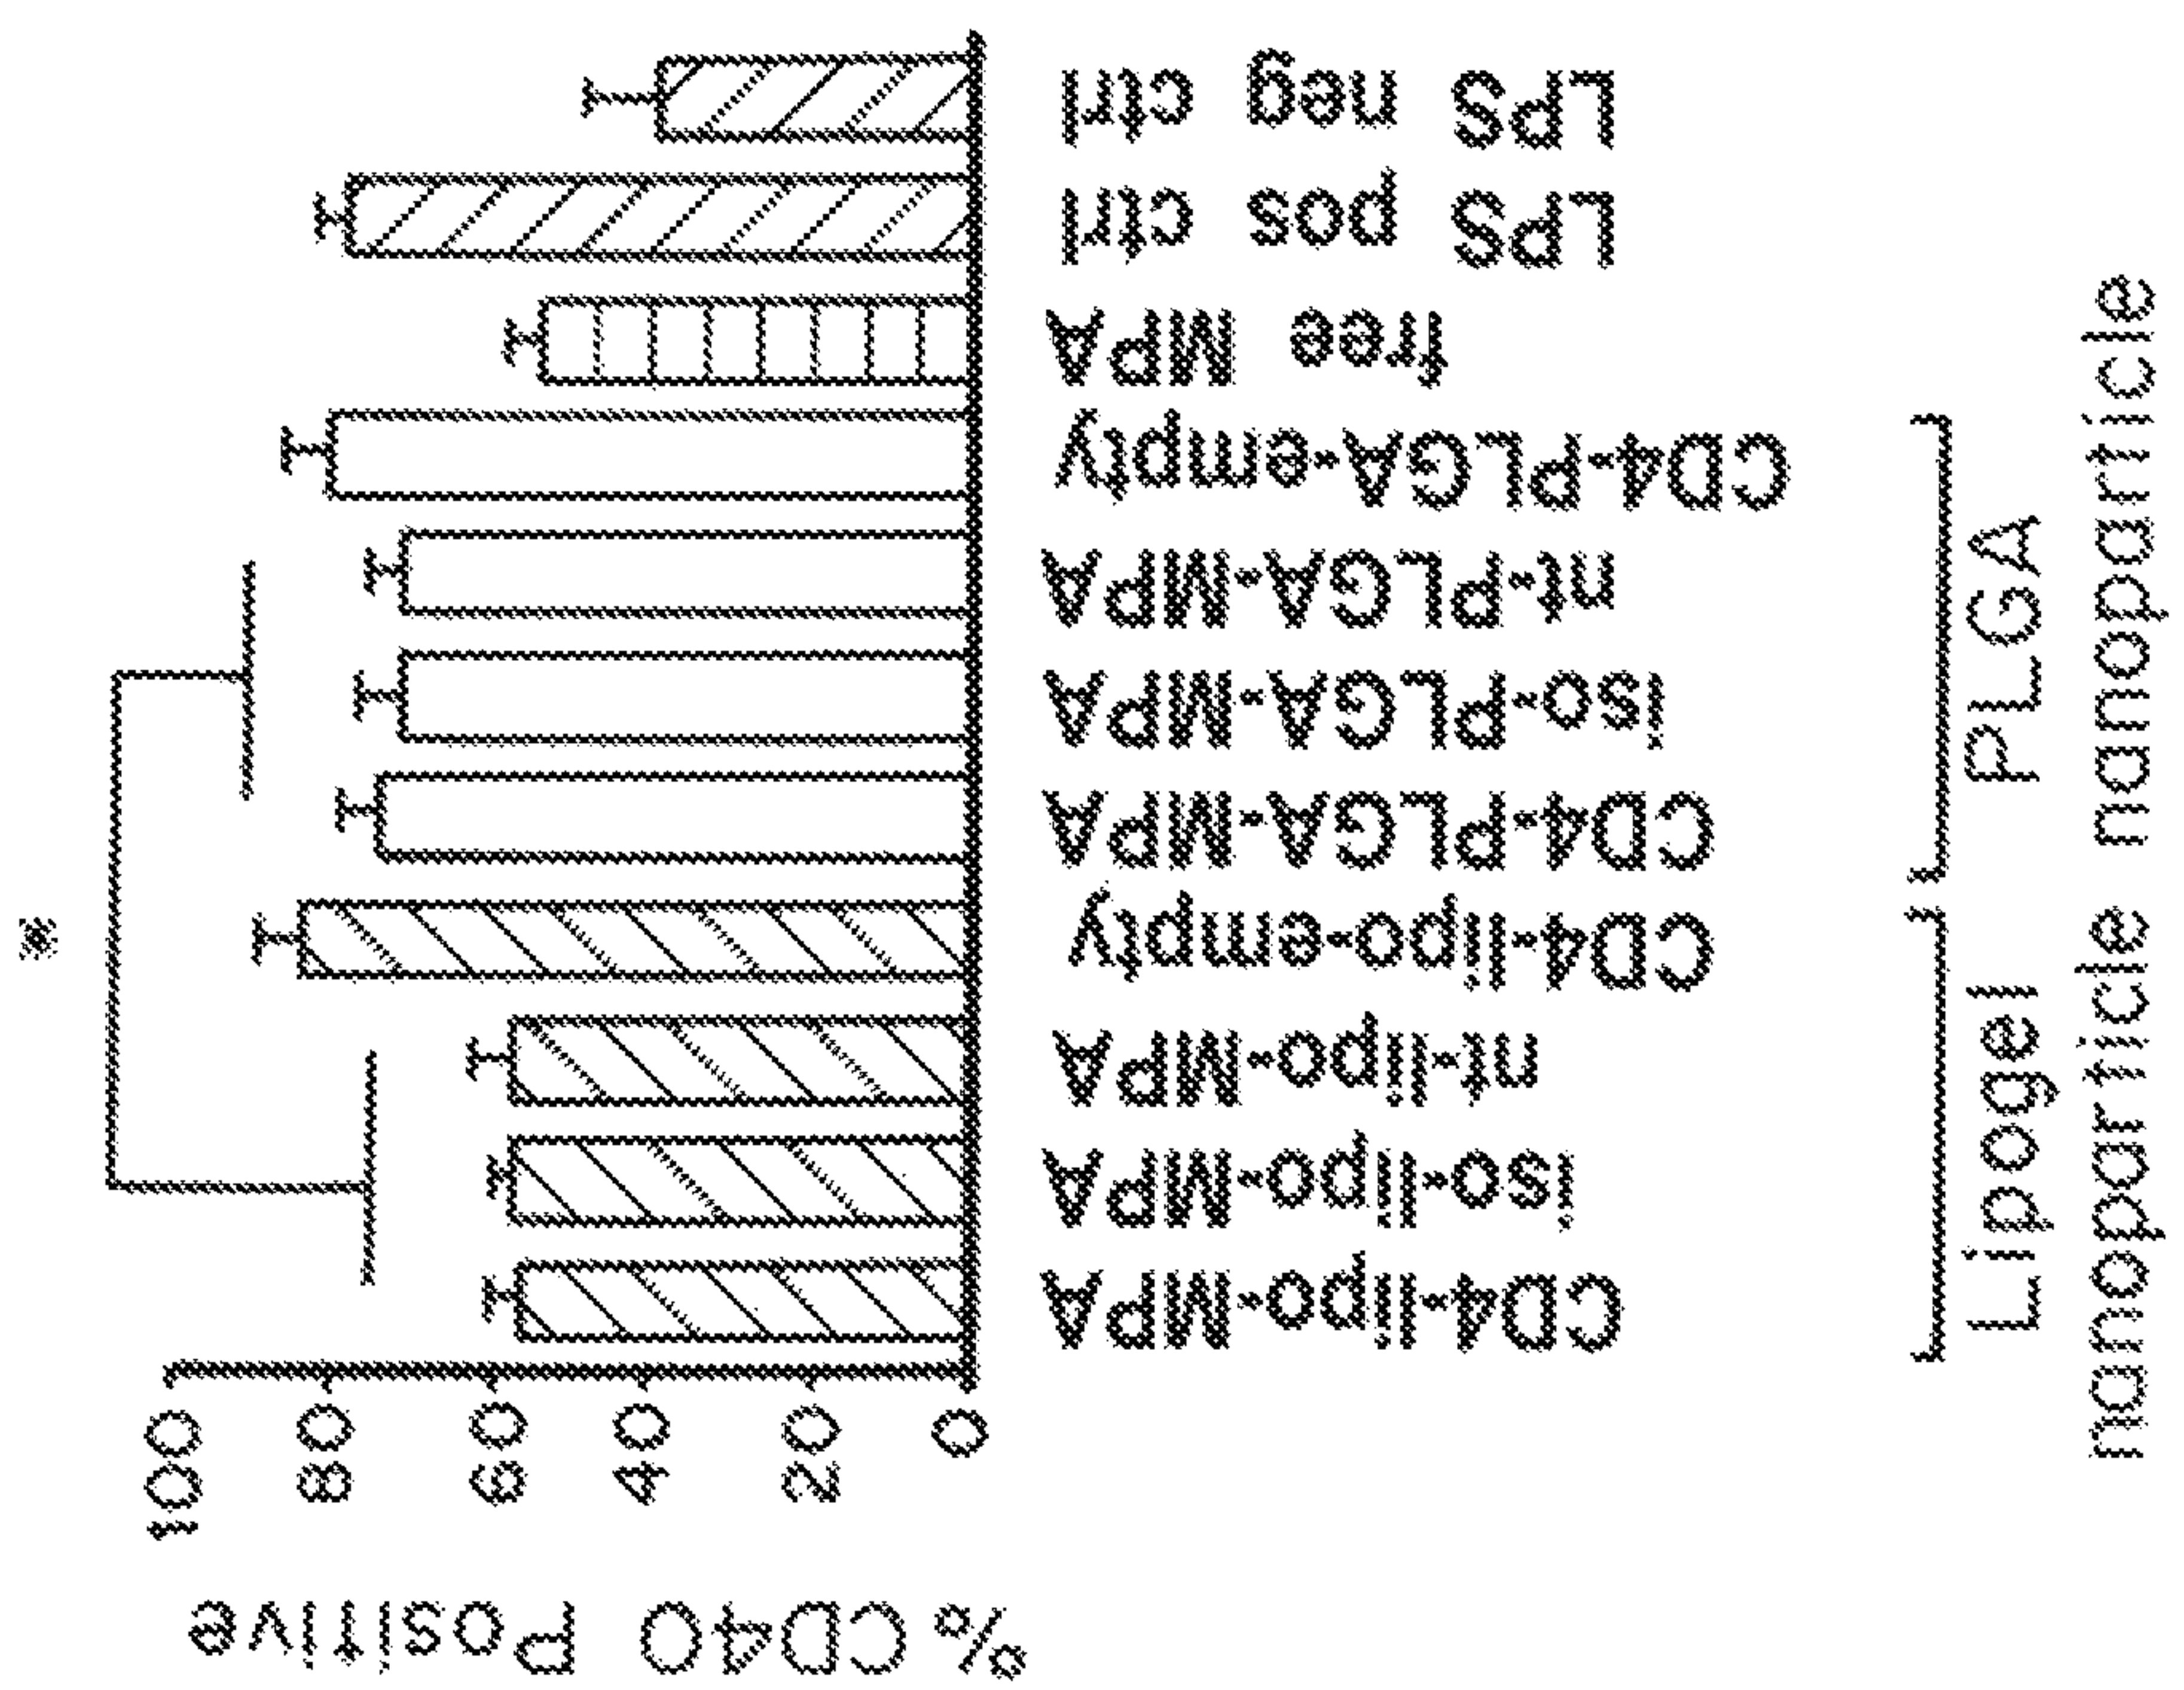 *
% CD40 Positive
100
80
60
40
20
0
CD4-lipo-MPA
iso-lipo-MPA
nt-lipo-MPA
CD4-lipo-empty
CD4-PLGA-MPA
iso-PLGA-MPA
nt-PLGA-MPA
CD4-PLGA-empty
free MPA
LPS pos ctrl
LPS neg ctrl
Lipogel
nanoparticle
PLGA
nanoparticle